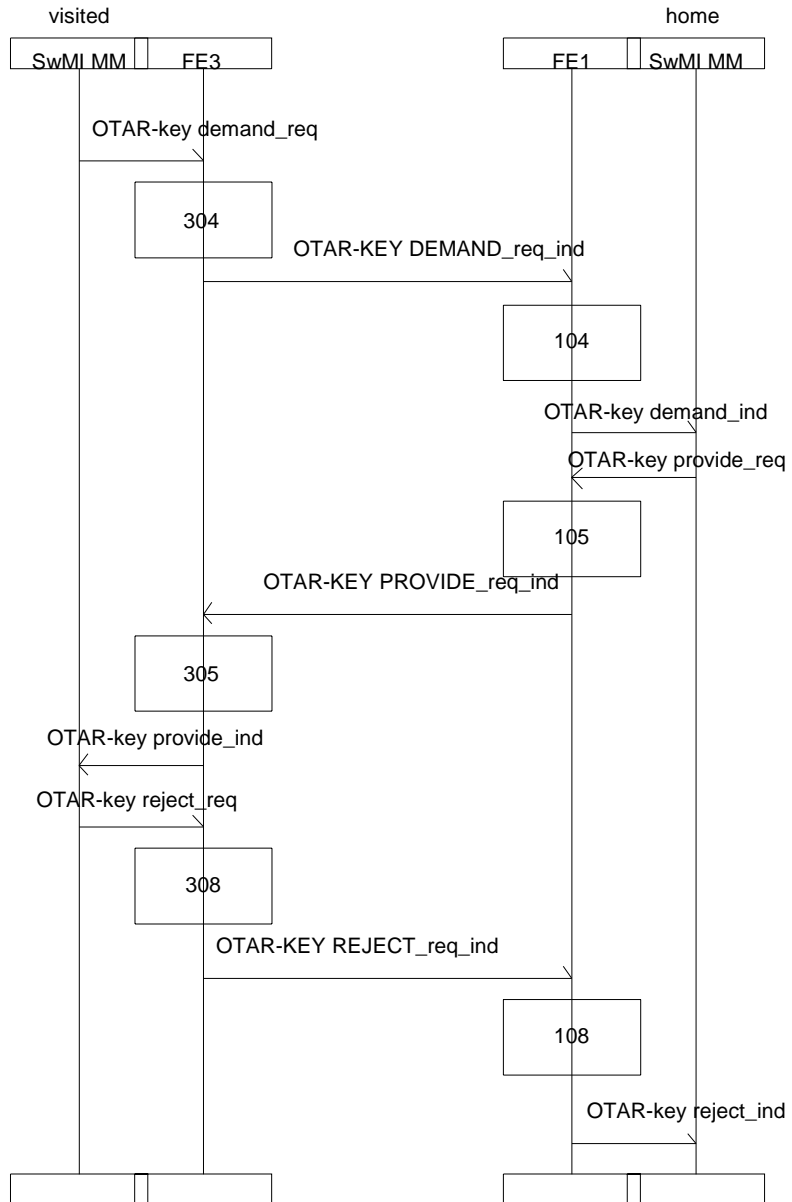 visited
home
SwMI MM
FE3
FE1
SwMI MM
OTAR-key demand_req
304
OTAR-KEY DEMAND_req_ind
104
OTAR-key demand_ind
OTAR-key provide_req
105
OTAR-KEY PROVIDE_req_ind
305
OTAR-key provide_ind
OTAR-key reject_req
308
OTAR-KEY REJECT_req_ind
108
OTAR-key reject_ind